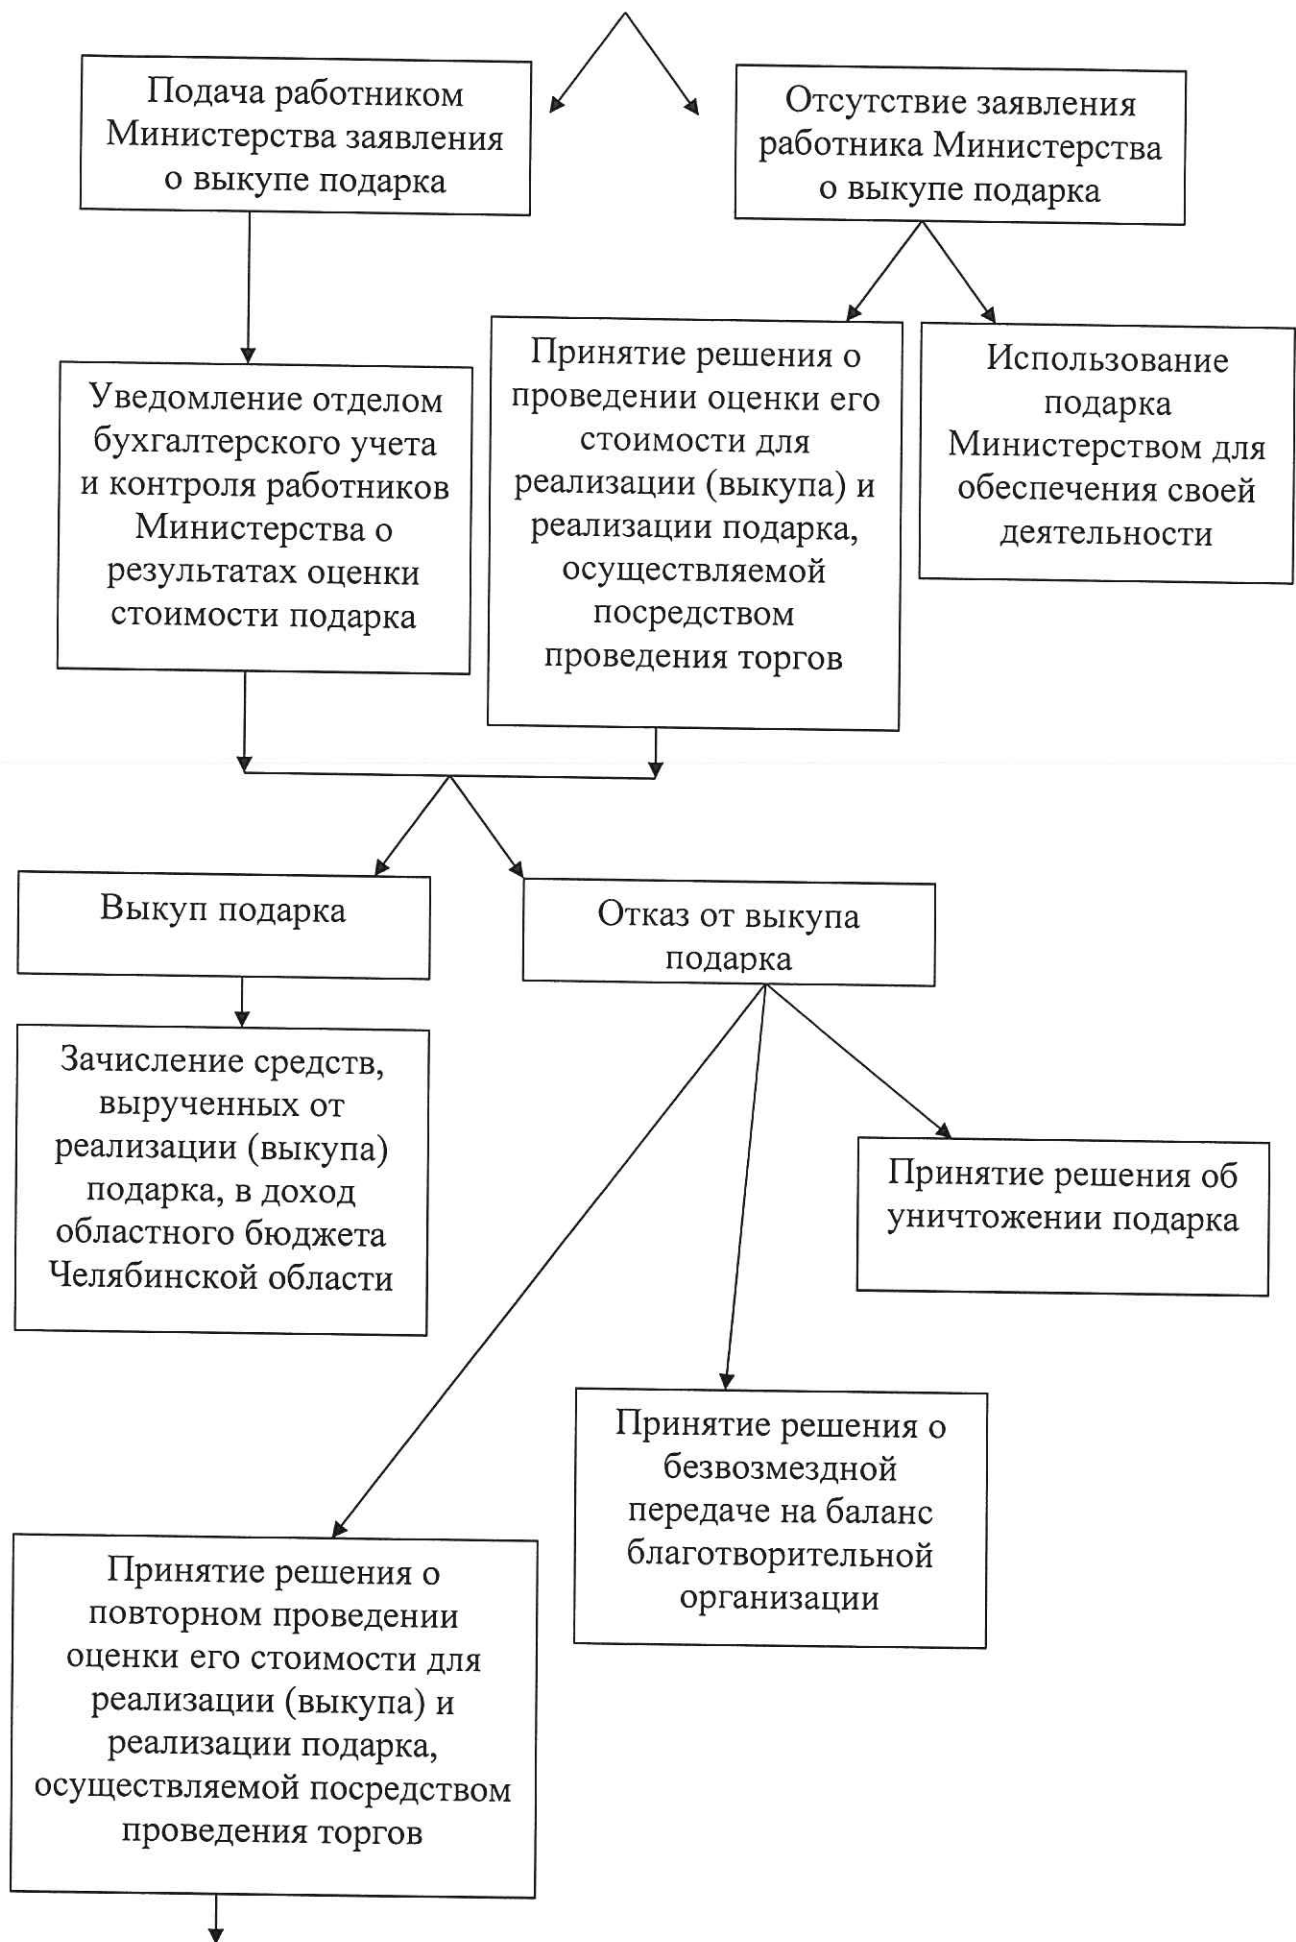 Подача работником
Министерства заявления
о выкупе подарка
Отсутствие заявления
работника Министерства
о выкупе подарка
Уведомление отделом
бухгалтерского учета
и контроля работников
Министерства о
результатах оценки
стоимости подарка
Принятие решения о
проведении оценки его
стоимости для
реализации (выкупа) и
реализации подарка,
осуществляемой
посредством
проведения торгов
Использование
подарка
Министерством для
обеспечения своей
деятельности
Выкуп подарка
Отказ от выкупа
подарка
Зачисление средств,
вырученных от
реализации (выкупа)
подарка, в доход
областного бюджета
Челябинской области
Принятие решения об
уничтожении подарка
Принятие решения о
безвозмездной
передаче на баланс
благотворительной
организации
Принятие решения о
повторном проведении
оценки его стоимости для
реализации (выкупа) и
реализации подарка,
осуществляемой посредством
проведения торгов